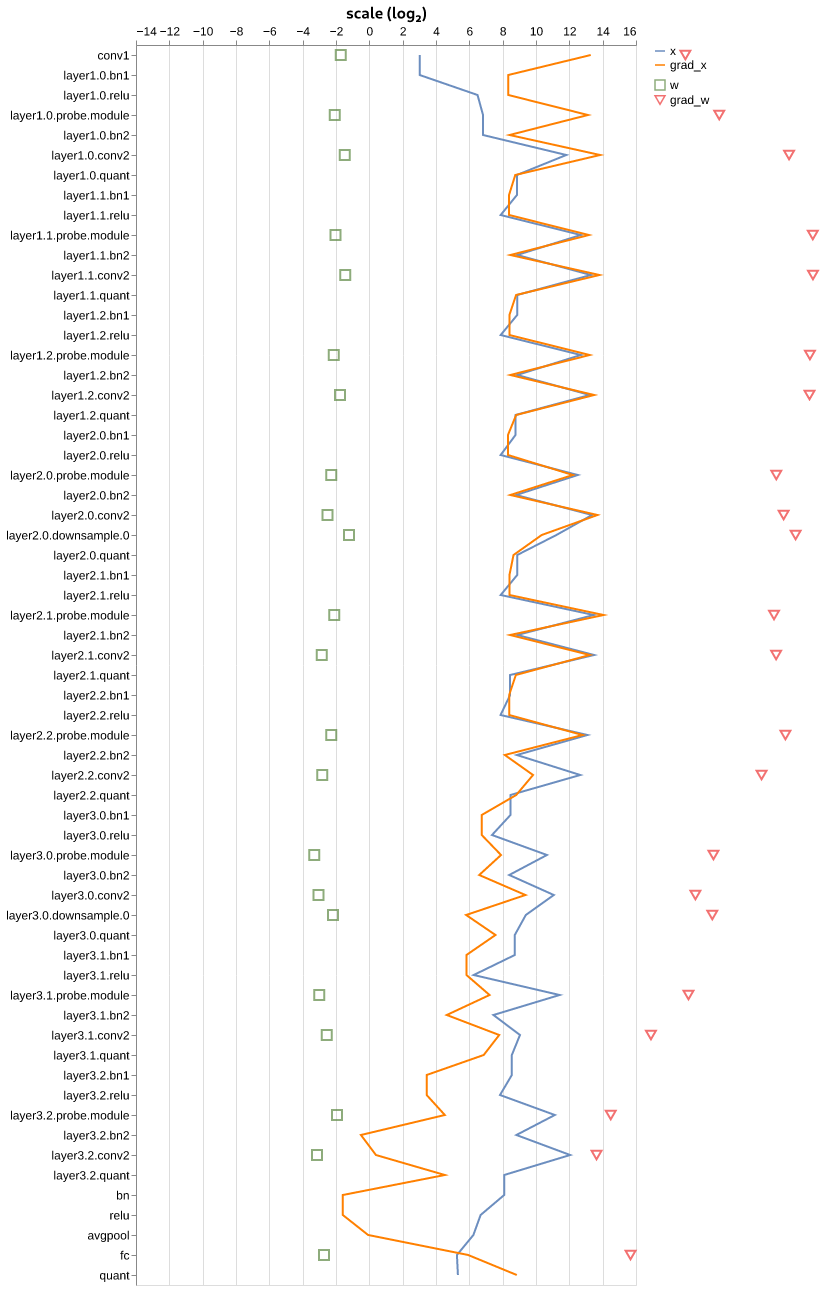 scale (log₂)
−14 −12 −10 −8 −6 −4 −2 0 2 4 6 8 10 12 14 16
x
grad_x
w
grad_w
conv1
layer1.0.bn1
layer1.0.relu
layer1.0.probe.module
layer1.0.bn2
layer1.0.conv2
layer1.0.quant
layer1.1.bn1
layer1.1.relu
layer1.1.probe.module
layer1.1.bn2
layer1.1.conv2
layer1.1.quant
layer1.2.bn1
layer1.2.relu
layer1.2.probe.module
layer1.2.bn2
layer1.2.conv2
layer1.2.quant
layer2.0.bn1
layer2.0.relu
layer2.0.probe.module
layer2.0.bn2
layer2.0.conv2
layer2.0.downsample.0
layer2.0.quant
layer2.1.bn1
layer2.1.relu
layer2.1.probe.module
layer2.1.bn2
layer2.1.conv2
layer2.1.quant
layer2.2.bn1
layer2.2.relu
layer2.2.probe.module
layer2.2.bn2
layer2.2.conv2
layer2.2.quant
layer3.0.bn1
layer3.0.relu
layer3.0.probe.module
layer3.0.bn2
layer3.0.conv2
layer3.0.downsample.0
layer3.0.quant
layer3.1.bn1
layer3.1.relu
layer3.1.probe.module
layer3.1.bn2
layer3.1.conv2
layer3.1.quant
layer3.2.bn1
layer3.2.relu
layer3.2.probe.module
layer3.2.bn2
layer3.2.conv2
layer3.2.quant
bn
relu
avgpool
fc
quant